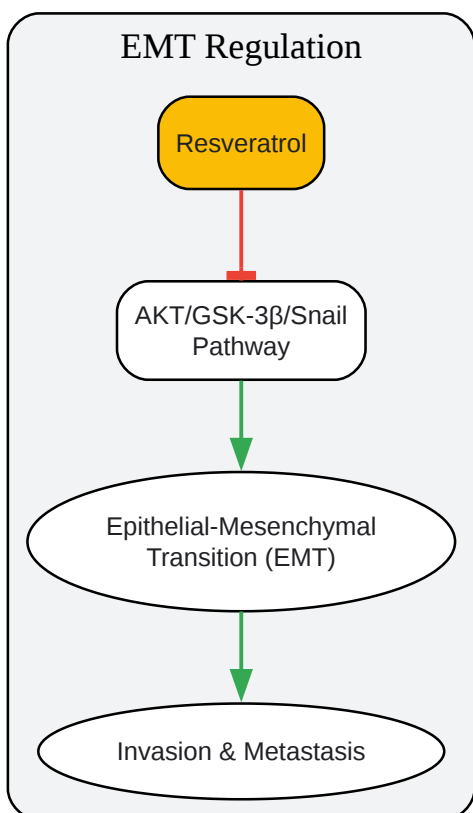 EMT Regulation
Resveratrol
AKT/GSK-3β/Snail
Pathway
Epithelial-Mesenchymal
Transition (EMT)
Invasion & Metastasis